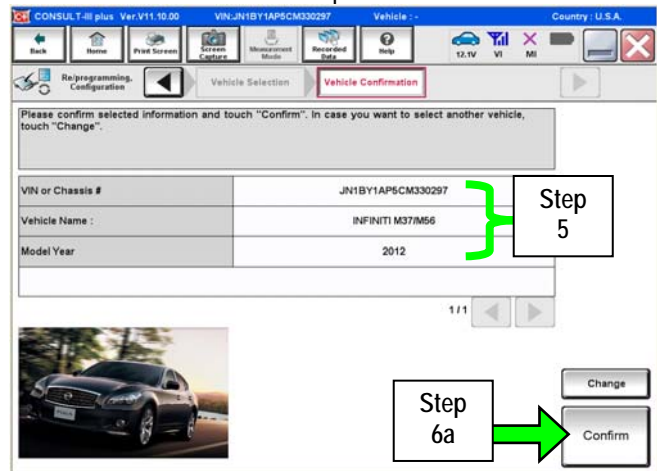 CONSULT-III plus Ver.V11.10.00 VIN:JN1BY1AP5CM330297 Vehicle : - Country : U.S.A.
Back Home Print Screen Screen Capture Measurement Mode Recorded Data Help 12.1V VI MI
Re/programming, Configuration Vehicle Selection Vehicle Confirmation
Please confirm selected information and touch "Confirm". In case you want to select another vehicle,
touch "Change".
VIN or Chassis # JN1BY1AP5CM330297
Vehicle Name : INFINITI M37/M56
Model Year 2012
Step
5
1/1
Change
Step
6a
Confirm